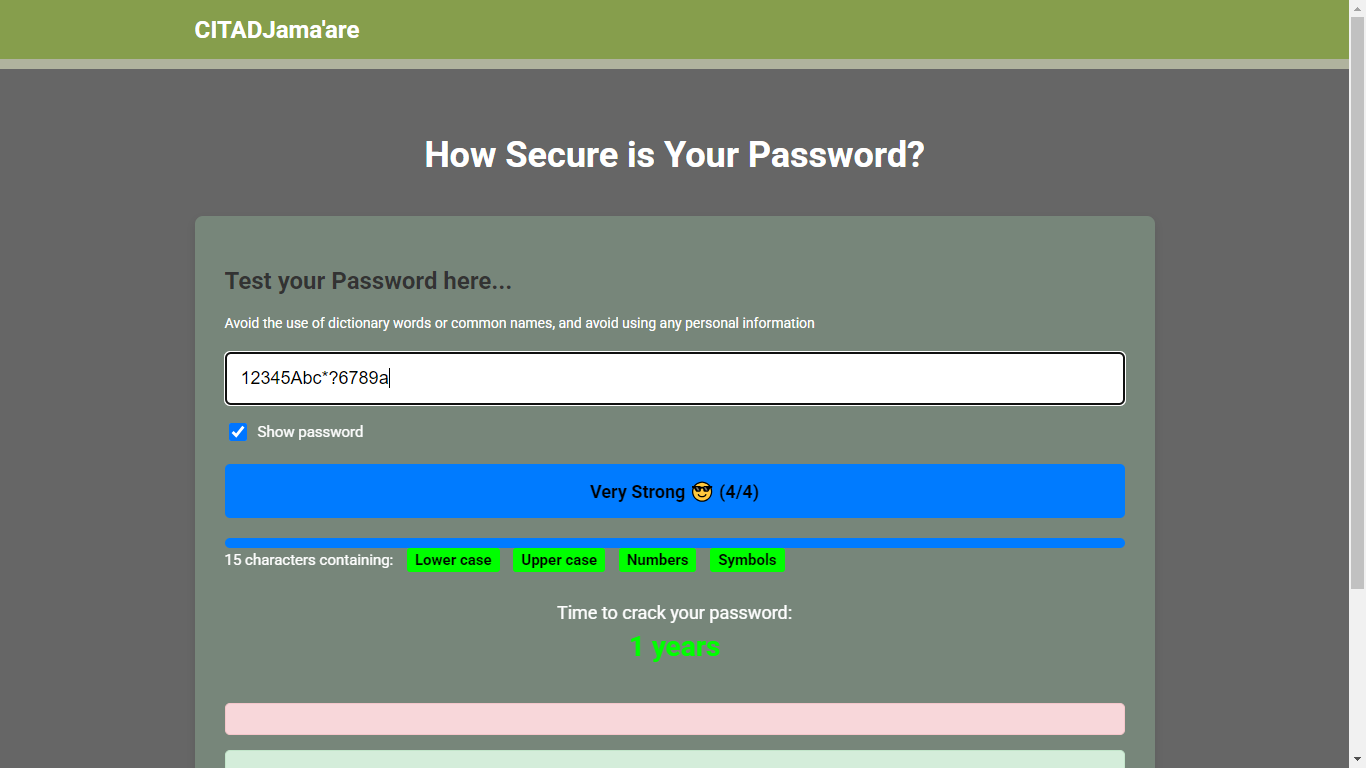 CITADJama'are
How Secure is Your Password?
Test your Password here...
Avoid the use of dictionary words or common names, and avoid using any personal information
12345Abc*?6789a
Show password
Very Strong 😎 (4/4)
15 characters containing: Lower case Upper case Numbers Symbols
Time to crack your password:
1 years